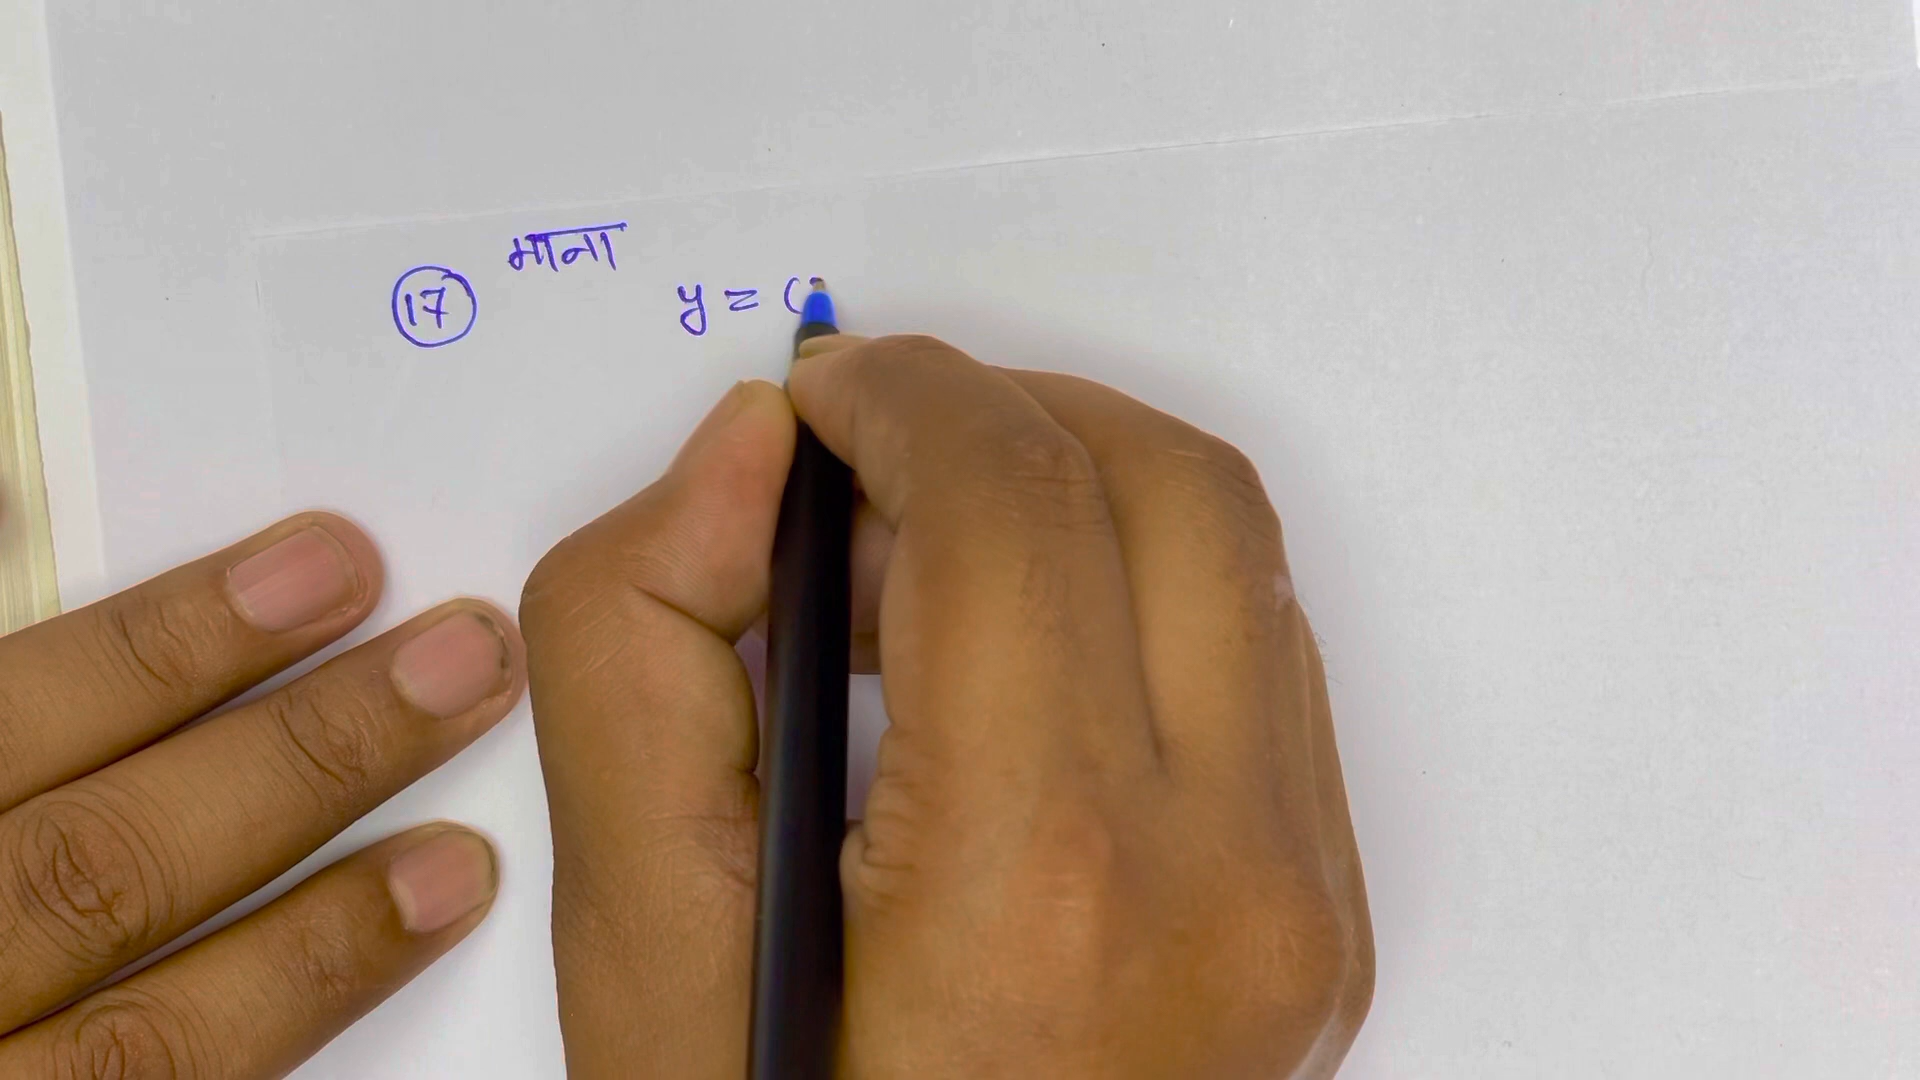 माना
(17) y = (